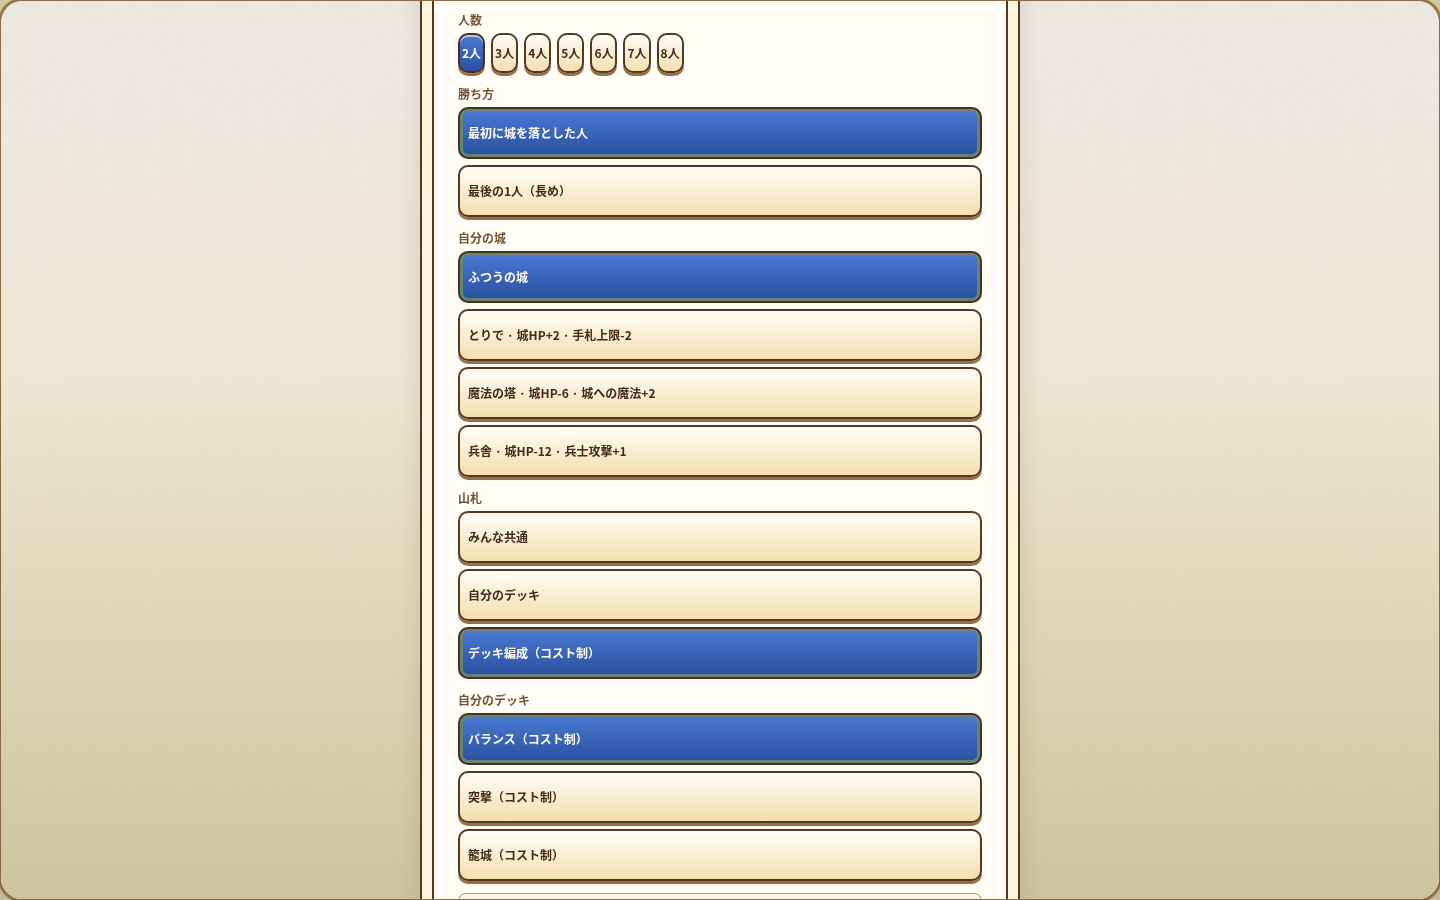 人数
2人 3人 4人 5人 6人 7人 8人
勝ち方
最初に城を落とした人
最後の1人（長め）
自分の城
ふつうの城
とりで · 城HP+2 · 手札上限-2
魔法の塔 · 城HP-6 · 城への魔法+2
兵舎 · 城HP-12 · 兵士攻撃+1
山札
みんな共通
自分のデッキ
デッキ編成（コスト制）
自分のデッキ
バランス（コスト制）
突撃（コスト制）
籠城（コスト制）